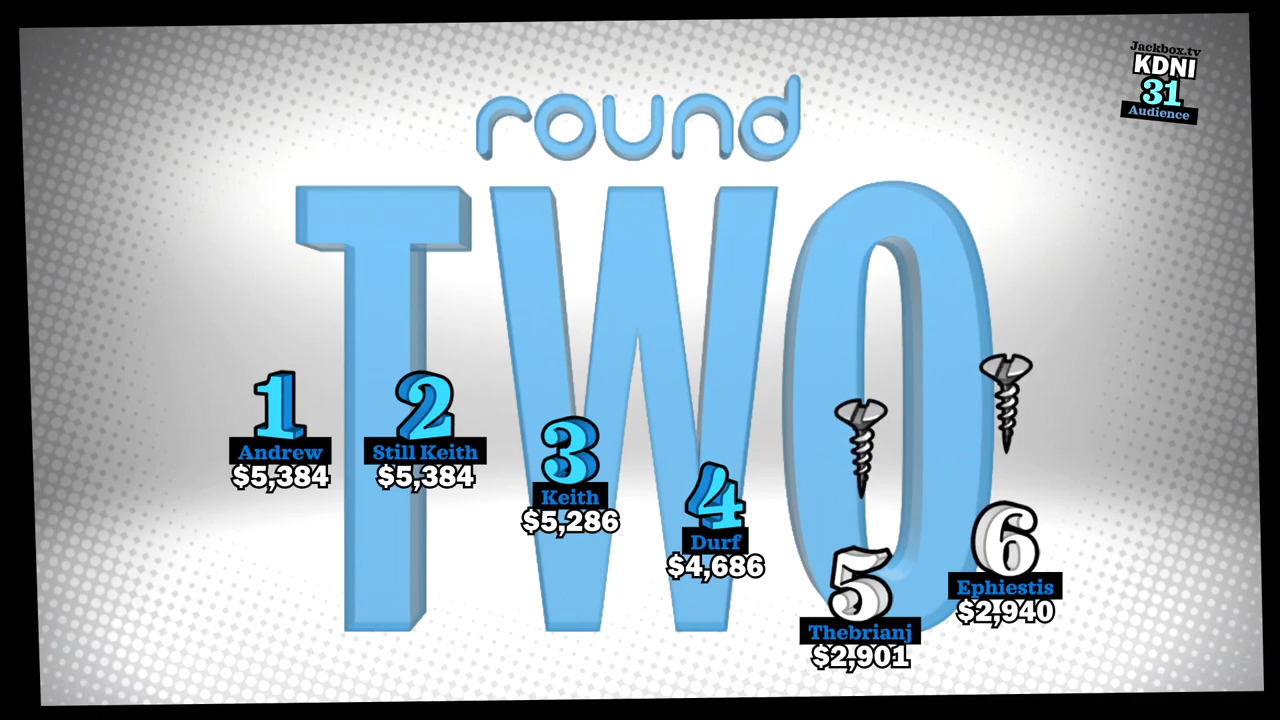 Jackbox.tv
KDNI
31
Audience
round
TWO
1
Andrew
$5,384
2
Still Keith
$5,384
3
Keith
$5,286
4
Durf
$4,686
5
Thebrianj
$2,901
6
Ephiestis
$2,940